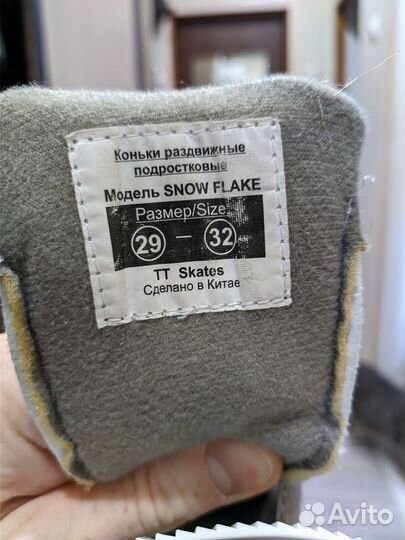 Коньки раздвижные
подростковые
Модель SNOW FLAKE
Размер/Size
29 - 32
TT Skates
Сделано в Китае
Avito